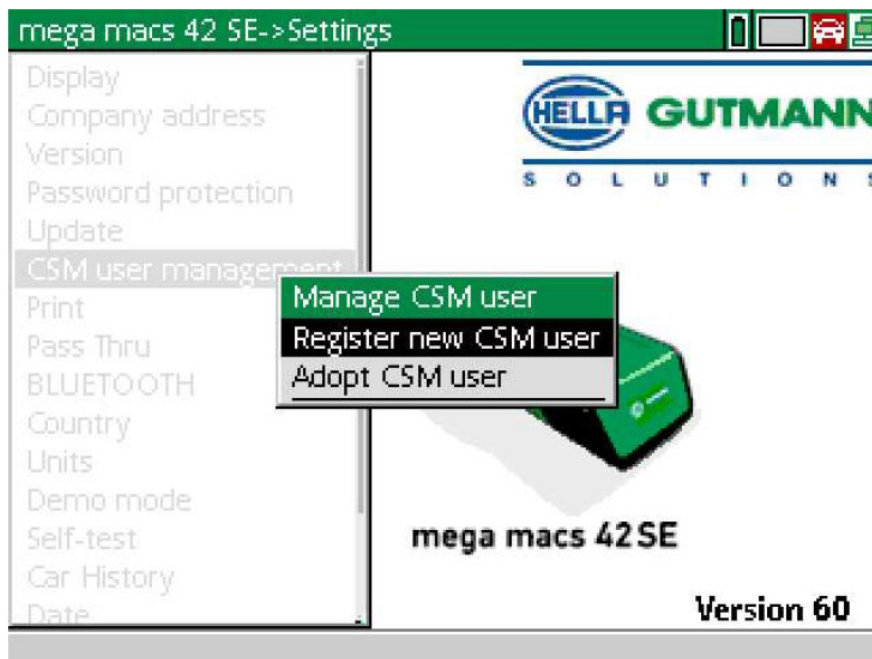 mega macs 42 SE->Settings
Display
Company address
Version
Password protection
Update
CSM user management
Print
Pass Thru
BLUETOOTH
Country
Units
Demo mode
Self-test
Car History
Date
Manage CSM user
Register new CSM user
Adopt CSM user
HELLA GUTMANN
SOLUTIONS
mega macs 42SE
Version 60